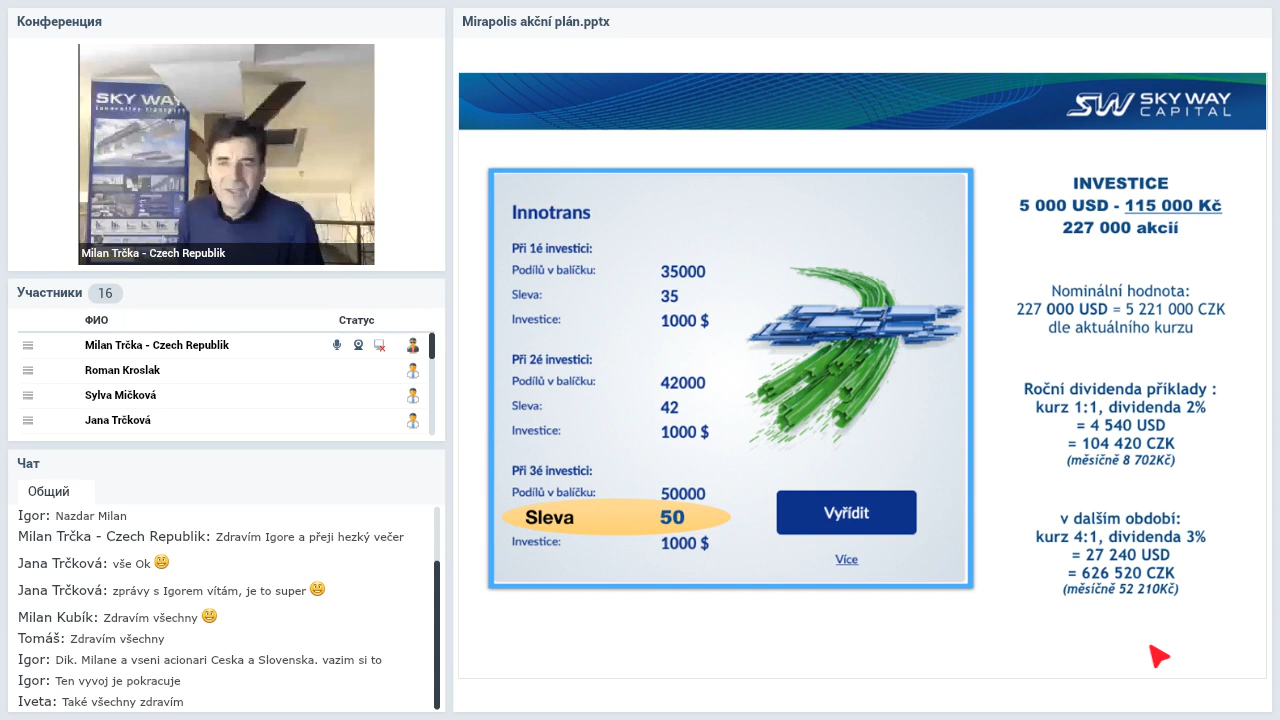 Конференция
SKY WAY
Milan Trčka - Czech Republik
Участники 16
ФИО Статус
Milan Trčka - Czech Republik
Roman Kroslak
Sylva Mičková
Jana Trčková
Чат
Общий
Igor: Nazdar Milan
Milan Trčka - Czech Republik: Zdravím Igore a přeji hezký večer
Jana Trčková: vše Ok
Jana Trčková: zprávy s Igorem vítám, je to super
Milan Kubík: Zdravím všechny
Tomáš: Zdravím všechny
Igor: Dik. Milane a vseni acionari Ceska a Slovenska. vazim si to
Igor: Ten vyvoj je pokracuje
Iveta: Také všechny zdravím
Mirapolis akční plán.pptx
SW SKY WAY
CAPITAL
Innotrans
Při 1é investici:
Podílů v balíčku: 35000
Sleva: 35
Investice: 1000 $
Při 2é investici:
Podílů v balíčku: 42000
Sleva: 42
Investice: 1000 $
Při 3é investici:
Podílů v balíčku: 50000
Sleva 50
Investice: 1000 $
Vyřídit
Více
INVESTICE
5 000 USD - 115 000 Kč
227 000 akcií
Nominální hodnota:
227 000 USD = 5 221 000 CZK
dle aktuálního kurzu
Roční dividenda příklady :
kurz 1:1, dividenda 2%
= 4 540 USD
= 104 420 CZK
(měsíčně 8 702Kč)
v dalším období:
kurz 4:1, dividenda 3%
= 27 240 USD
= 626 520 CZK
(měsíčně 52 210Kč)